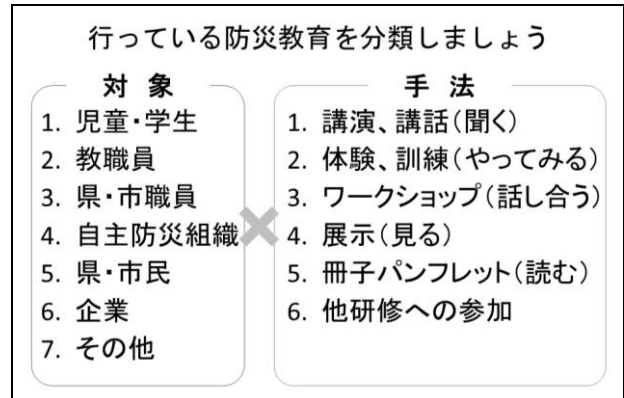 行っている防災教育を分類しましょう
対 象
1. 児童・学生
2. 教職員
3. 県・市職員
4. 自主防災組織
5. 県・市民
6. 企業
7. その他
手 法
1. 講演、講話(聞く)
2. 体験、訓練(やってみる)
3. ワークショップ(話し合う)
4. 展示(見る)
5. 冊子パンフレット(読む)
6. 他研修への参加